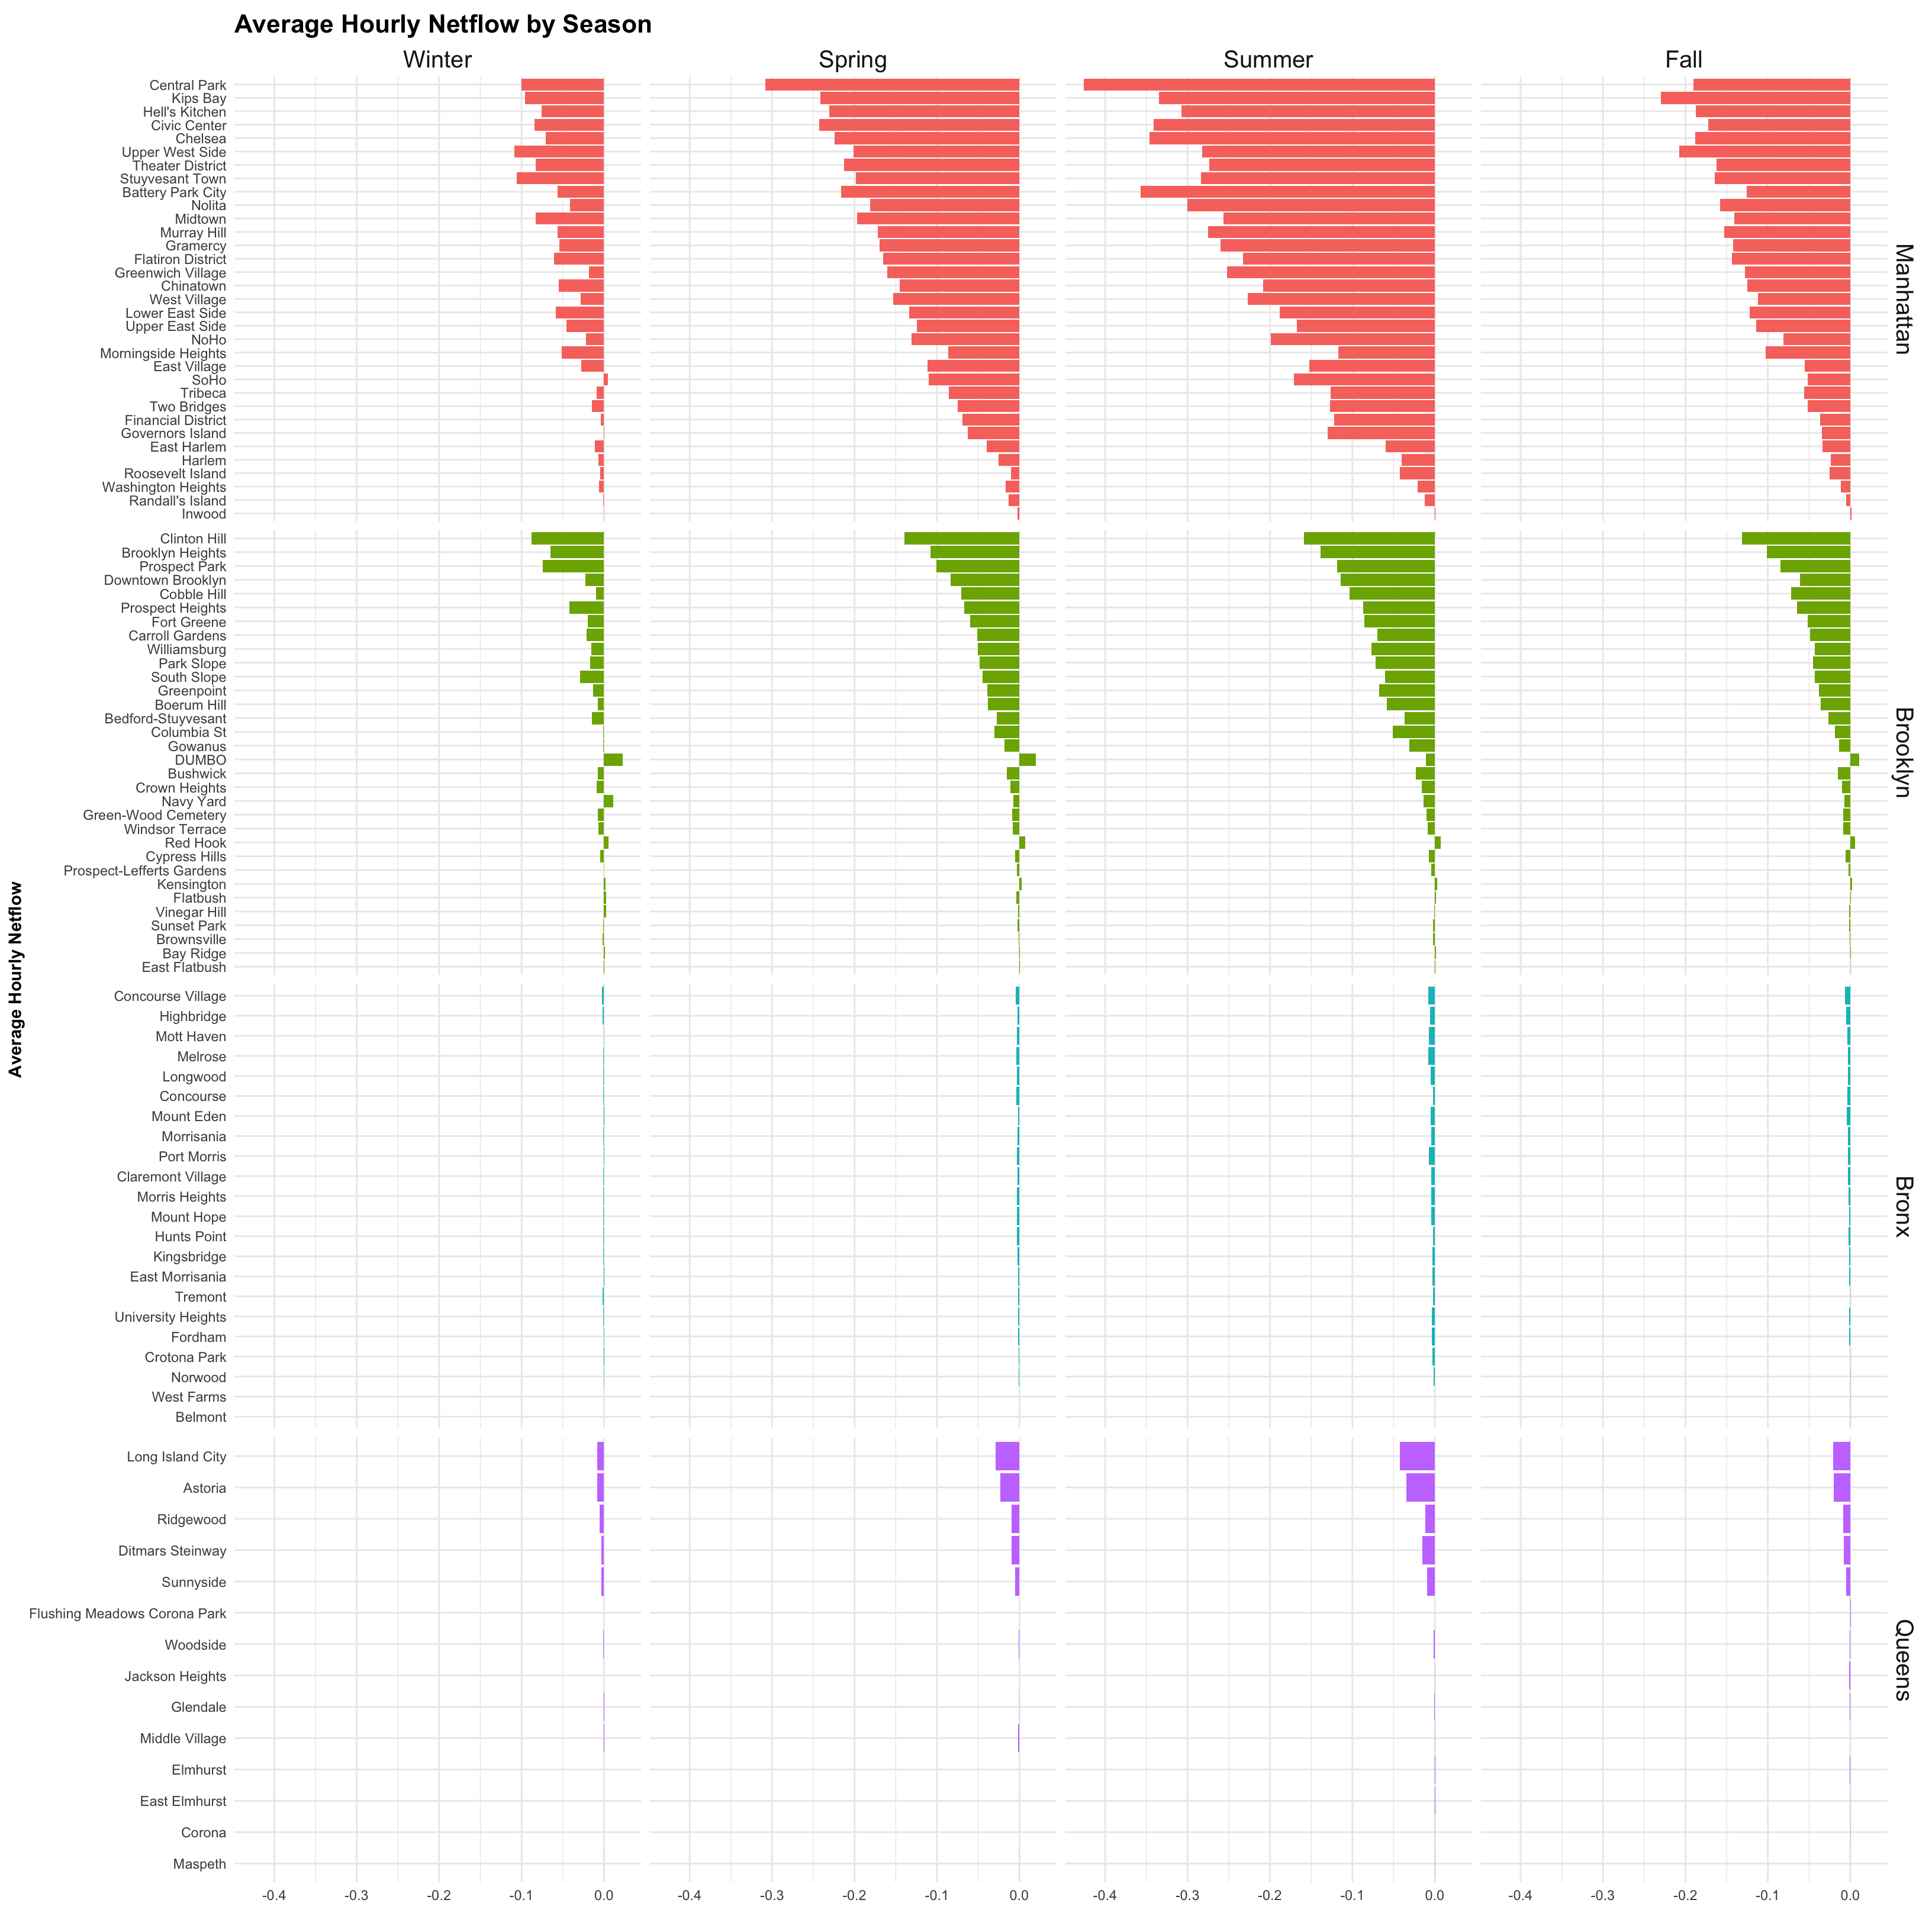 Average Hourly Netflow by Season
Winter Spring Summer Fall
Central Park
Kips Bay
Hell's Kitchen
Civic Center
Chelsea
Upper West Side
Theater District
Stuyvesant Town
Battery Park City
Nolita
Midtown
Murray Hill
Gramercy
Flatiron District
Greenwich Village
Chinatown
West Village
Lower East Side
Upper East Side
NoHo
Morningside Heights
East Village
SoHo
Tribeca
Two Bridges
Financial District
Governors Island
East Harlem
Harlem
Roosevelt Island
Washington Heights
Randall's Island
Inwood
Manhattan
Clinton Hill
Brooklyn Heights
Prospect Park
Downtown Brooklyn
Cobble Hill
Prospect Heights
Fort Greene
Carroll Gardens
Williamsburg
Park Slope
South Slope
Greenpoint
Boerum Hill
Bedford-Stuyvesant
Columbia St
Gowanus
DUMBO
Bushwick
Crown Heights
Navy Yard
Green-Wood Cemetery
Windsor Terrace
Red Hook
Cypress Hills
Prospect-Lefferts Gardens
Kensington
Flatbush
Vinegar Hill
Sunset Park
Brownsville
Bay Ridge
East Flatbush
Brooklyn
Average Hourly Netflow
Concourse Village
Highbridge
Mott Haven
Melrose
Longwood
Concourse
Mount Eden
Morrisania
Port Morris
Claremont Village
Morris Heights
Mount Hope
Hunts Point
Kingsbridge
East Morrisania
Tremont
University Heights
Fordham
Crotona Park
Norwood
West Farms
Belmont
Bronx
Long Island City
Astoria
Ridgewood
Ditmars Steinway
Sunnyside
Flushing Meadows Corona Park
Woodside
Jackson Heights
Glendale
Middle Village
Elmhurst
East Elmhurst
Corona
Maspeth
Queens
-0.4 -0.3 -0.2 -0.1 0.0 -0.4 -0.3 -0.2 -0.1 0.0 -0.4 -0.3 -0.2 -0.1 0.0 -0.4 -0.3 -0.2 -0.1 0.0